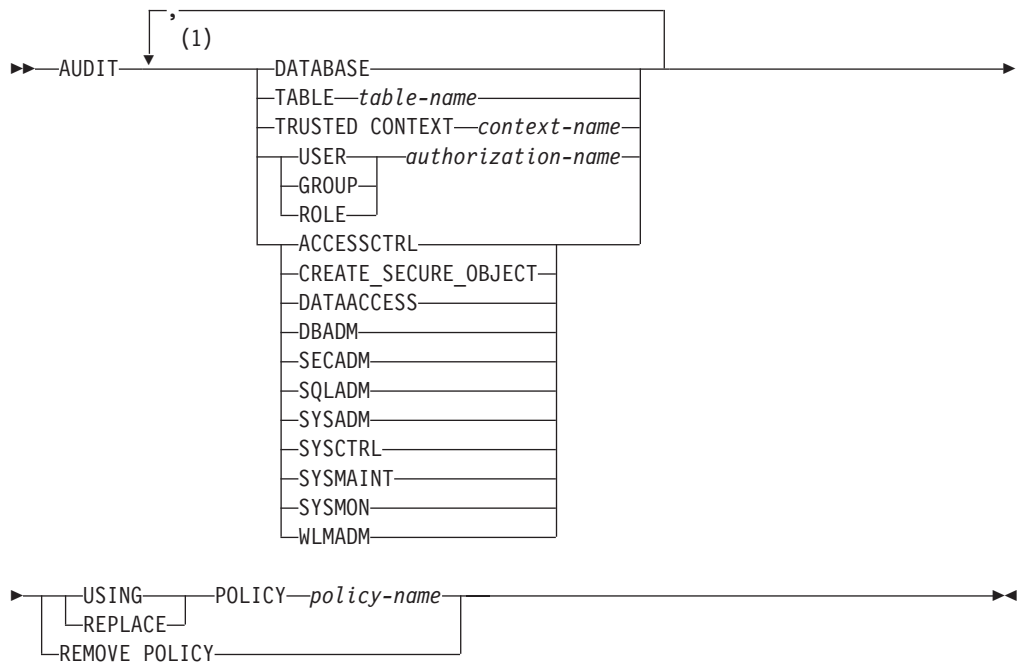 ,
(1)
AUDIT DATABASE
TABLE table-name
TRUSTED CONTEXT context-name
USER authorization-name
GROUP
ROLE
ACCESSCTRL
CREATE_SECURE_OBJECT
DATAACCESS
DBADM
SECADM
SQLADM
SYSADM
SYSCTRL
SYSMAINT
SYSMON
WLMADM
USING POLICY policy-name
REPLACE
REMOVE POLICY